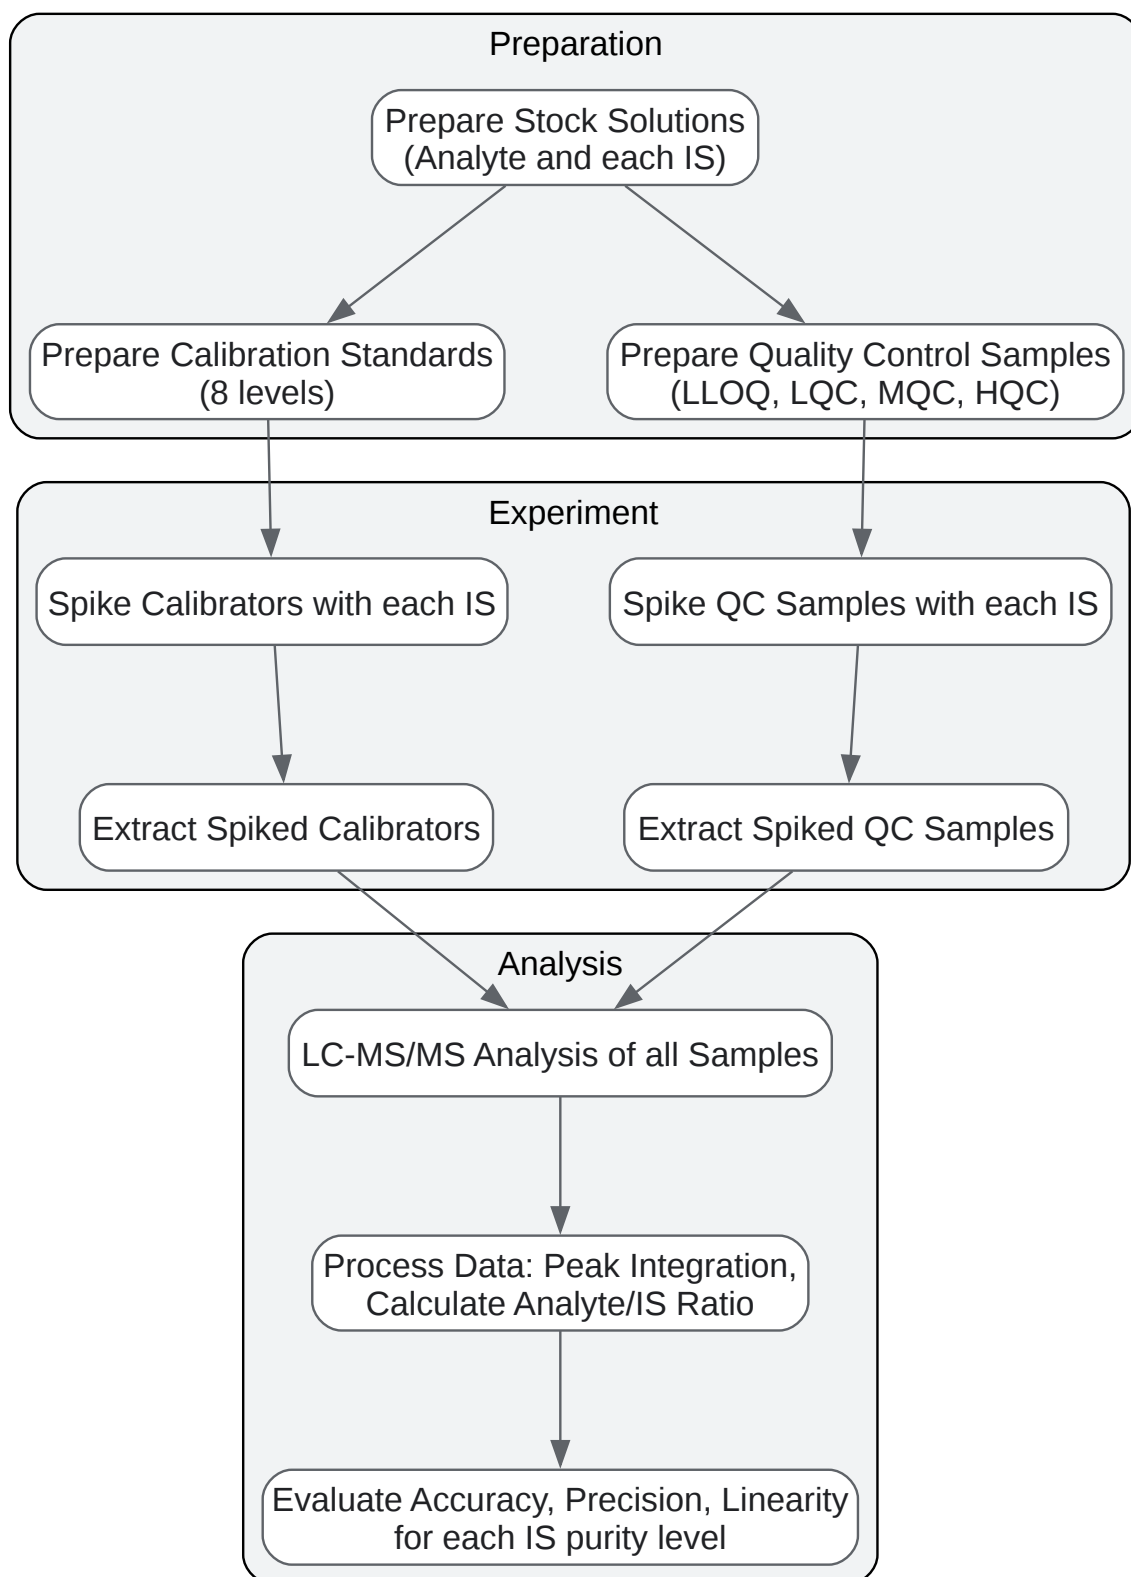 Preparation
Prepare Stock Solutions
(Analyte and each IS)
Prepare Calibration Standards
(8 levels)
Prepare Quality Control Samples
(LLOQ, LQC, MQC, HQC)
Experiment
Spike Calibrators with each IS
Spike QC Samples with each IS
Extract Spiked Calibrators
Extract Spiked QC Samples
Analysis
LC-MS/MS Analysis of all Samples
Process Data: Peak Integration,
Calculate Analyte/IS Ratio
Evaluate Accuracy, Precision, Linearity
for each IS purity level